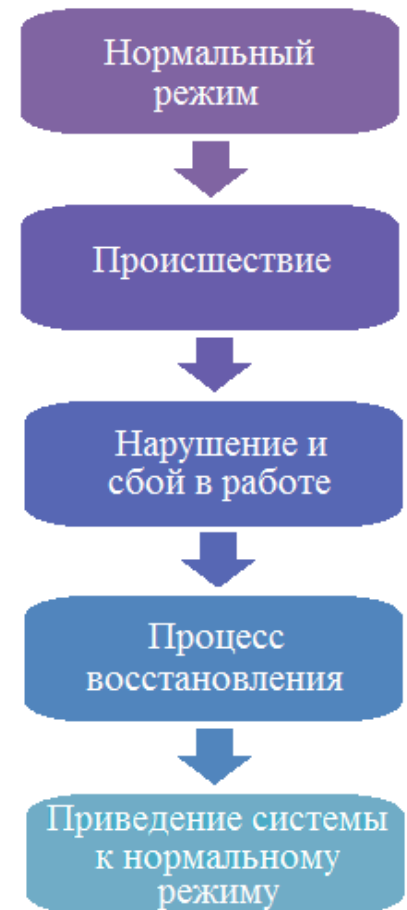 Нормальный
режим
Происшествие
Нарушение и
сбой в работе
Процесс
восстановления
Приведение системы
к нормальному
режиму